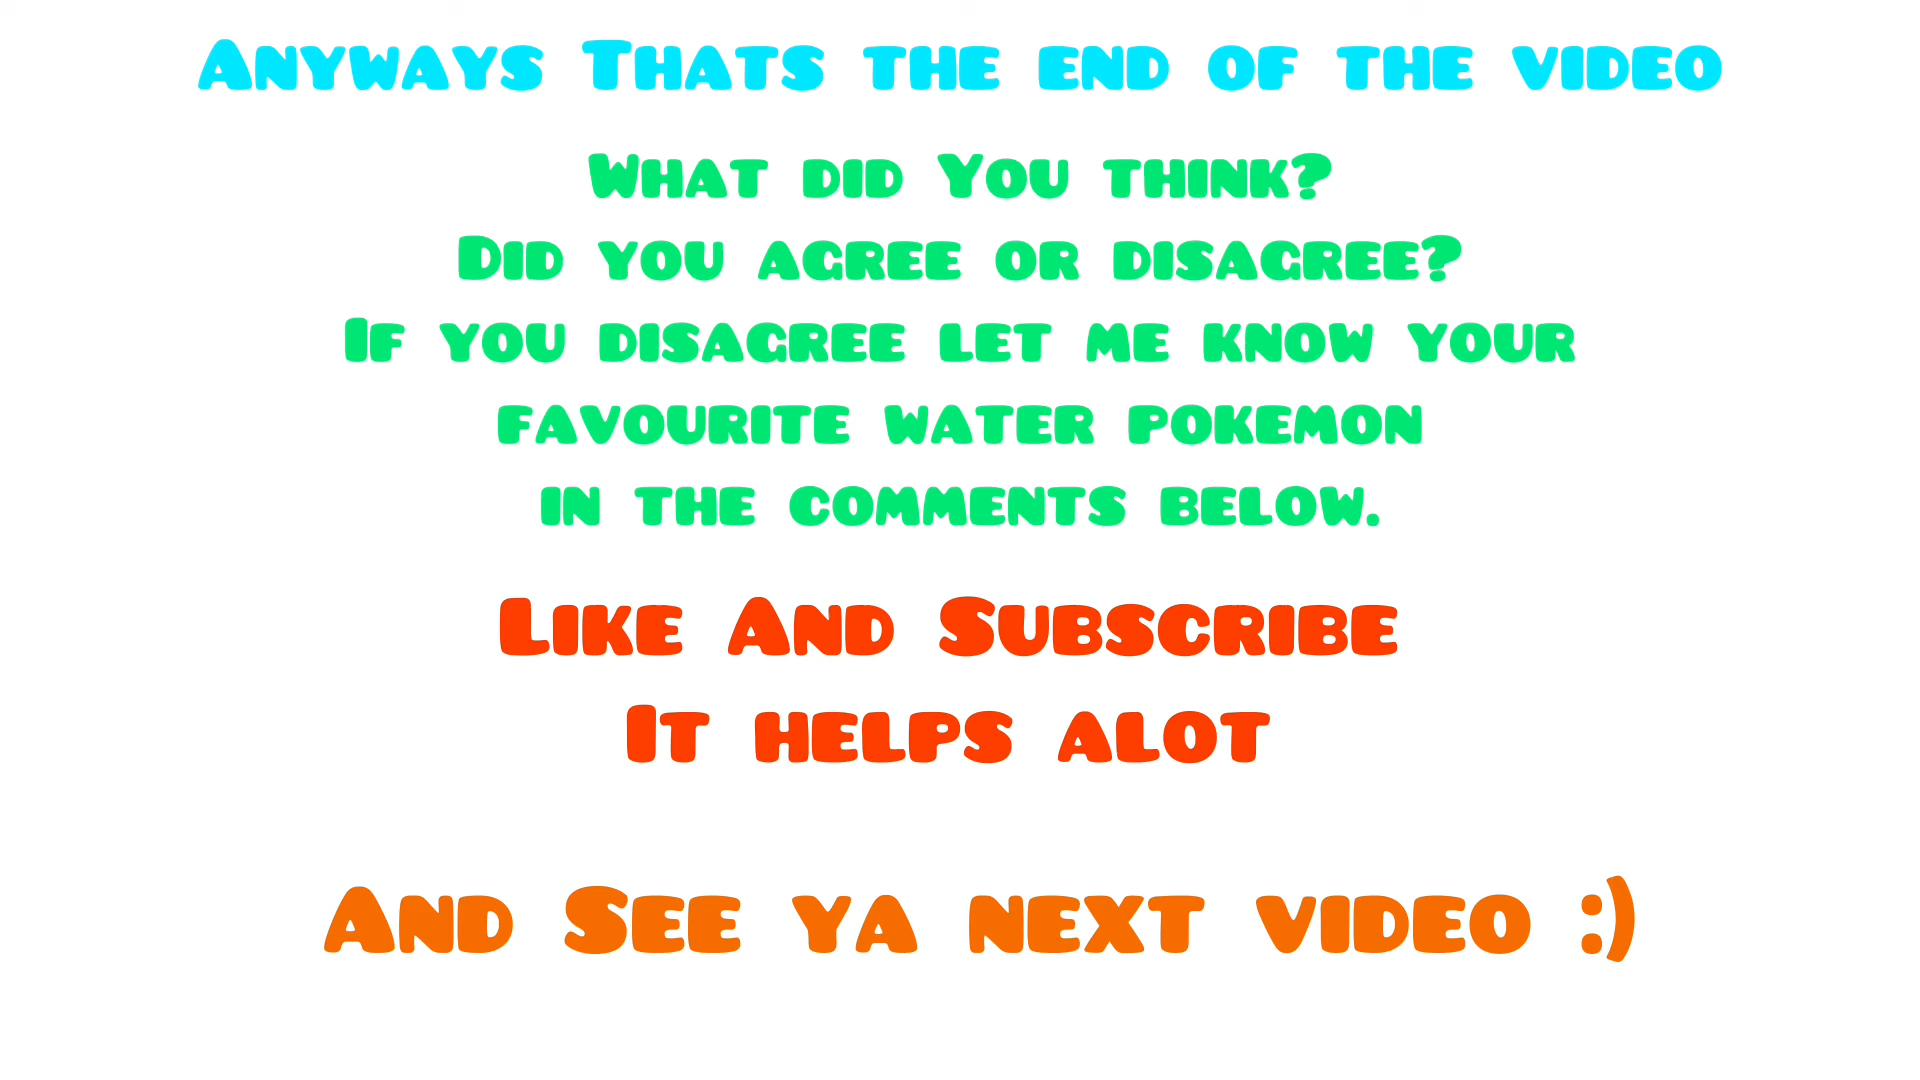 Anyways Thats the end of the video
What did You think?
Did you agree or disagree?
If you disagree let me know your
favourite water pokemon
in the comments below.
Like And Subscribe
It helps alot
And See ya next video :)